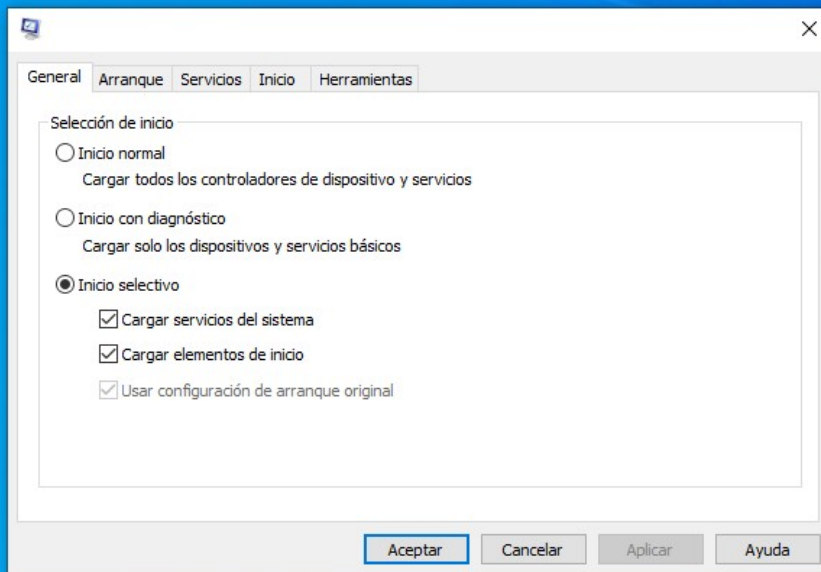 General Arranque Servicios Inicio Herramientas
Selección de inicio
Inicio normal
Cargar todos los controladores de dispositivo y servicios
Inicio con diagnóstico
Cargar solo los dispositivos y servicios básicos
Inicio selectivo
Cargar servicios del sistema
Cargar elementos de inicio
Usar configuración de arranque original
Aceptar Cancelar Aplicar Ayuda